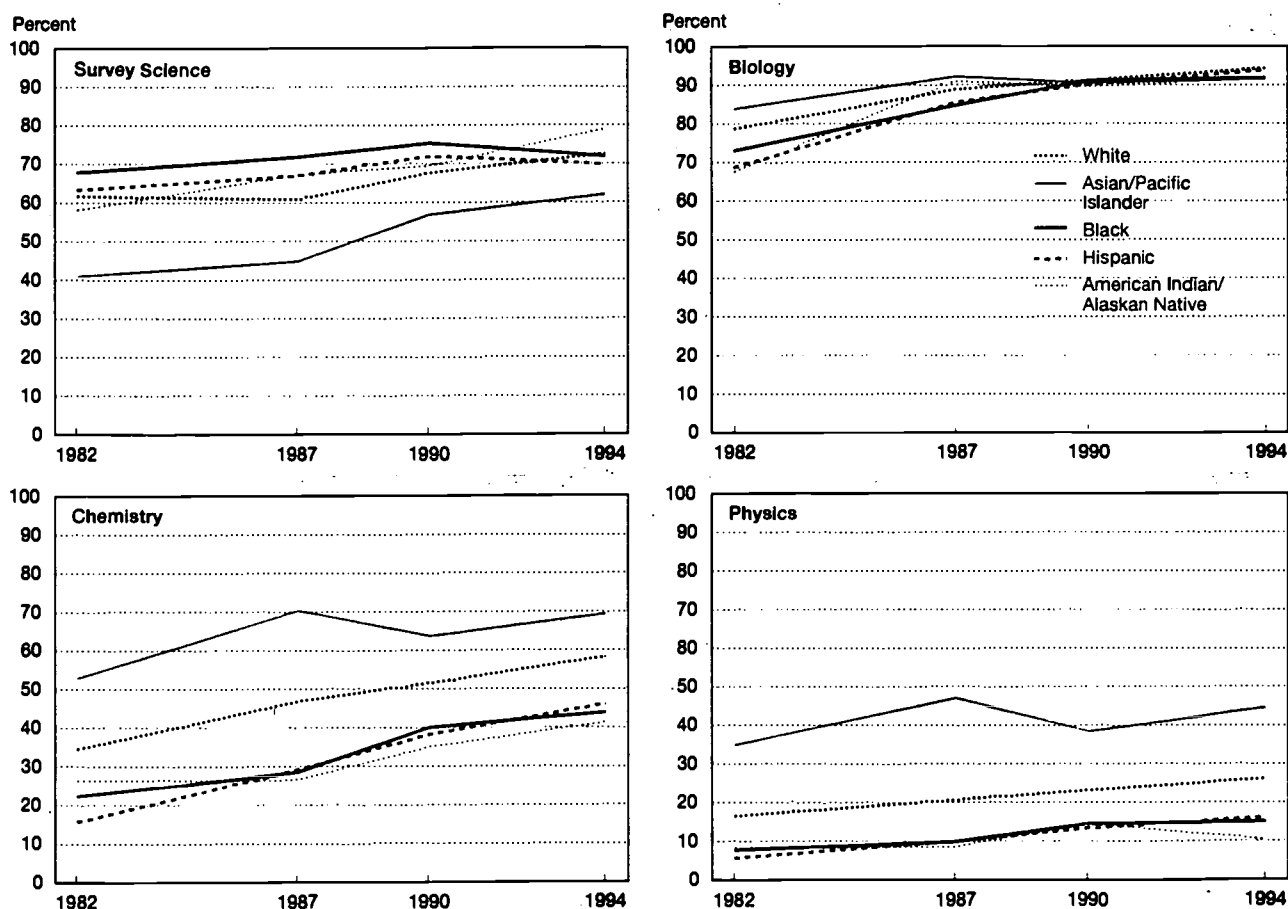 Percent
100
Survey Science
90
80
70
60
50
40
30
20
10
0
1982 1987 1990 1994
Percent
100
Biology
90
80
70
60
50
40
30
20
10
0
White
Asian/Pacific
Islander
Black
Hispanic
American Indian/
Alaskan Native
1982 1987 1990 1994
100
Chemistry
90
80
70
60
50
40
30
20
10
0
1982 1987 1990 1994
100
Physics
90
80
70
60
50
40
30
20
10
0
1982 1987 1990 1994